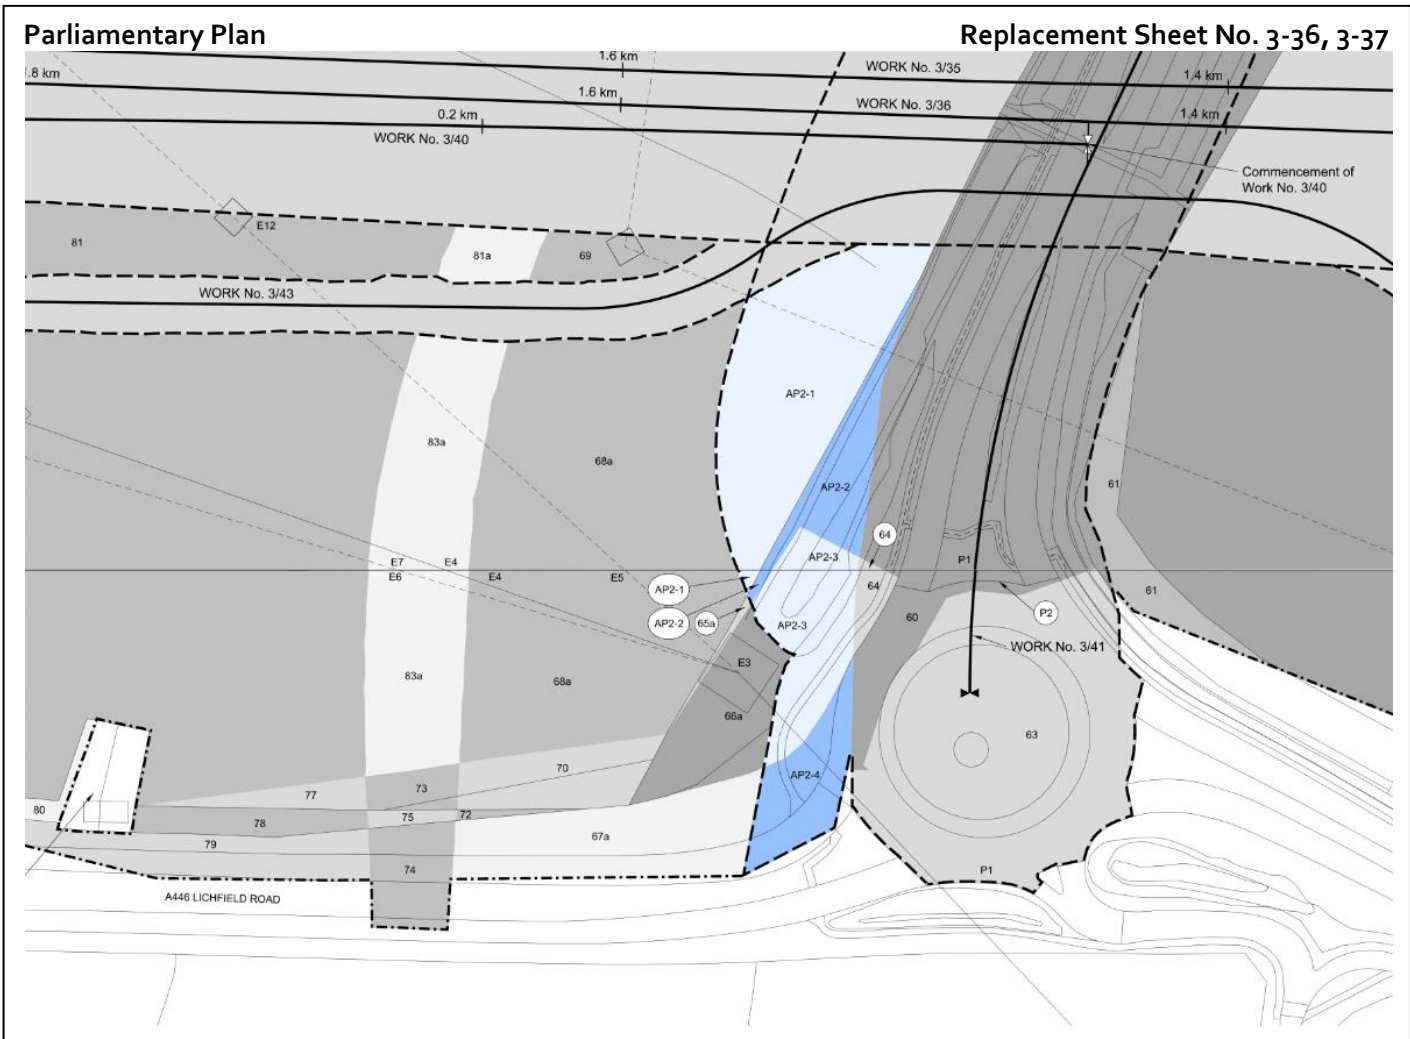 Parliamentary Plan
Replacement Sheet No. 3-36, 3-37
1.6 km
WORK No. 3/35
1.4 km
.8 km
1.6 km
WORK No. 3/36
1.4 km
0.2 km
WORK No. 3/40
Commencement of
Work No. 3/40
E12
81
81a
69
WORK No. 3/43
AP2-1
83a
68a
AP2-2
61
64
AP2-3
P1
E7
E4
E6
E4
E5
AP2-1
64
61
AP2-2
65a
AP2-3
60
P2
WORK No. 3/41
E3
83a
68a
66a
63
70
AP2-4
73
77
80
78
75
72
67a
79
74
P1
A446 LICHFIELD ROAD